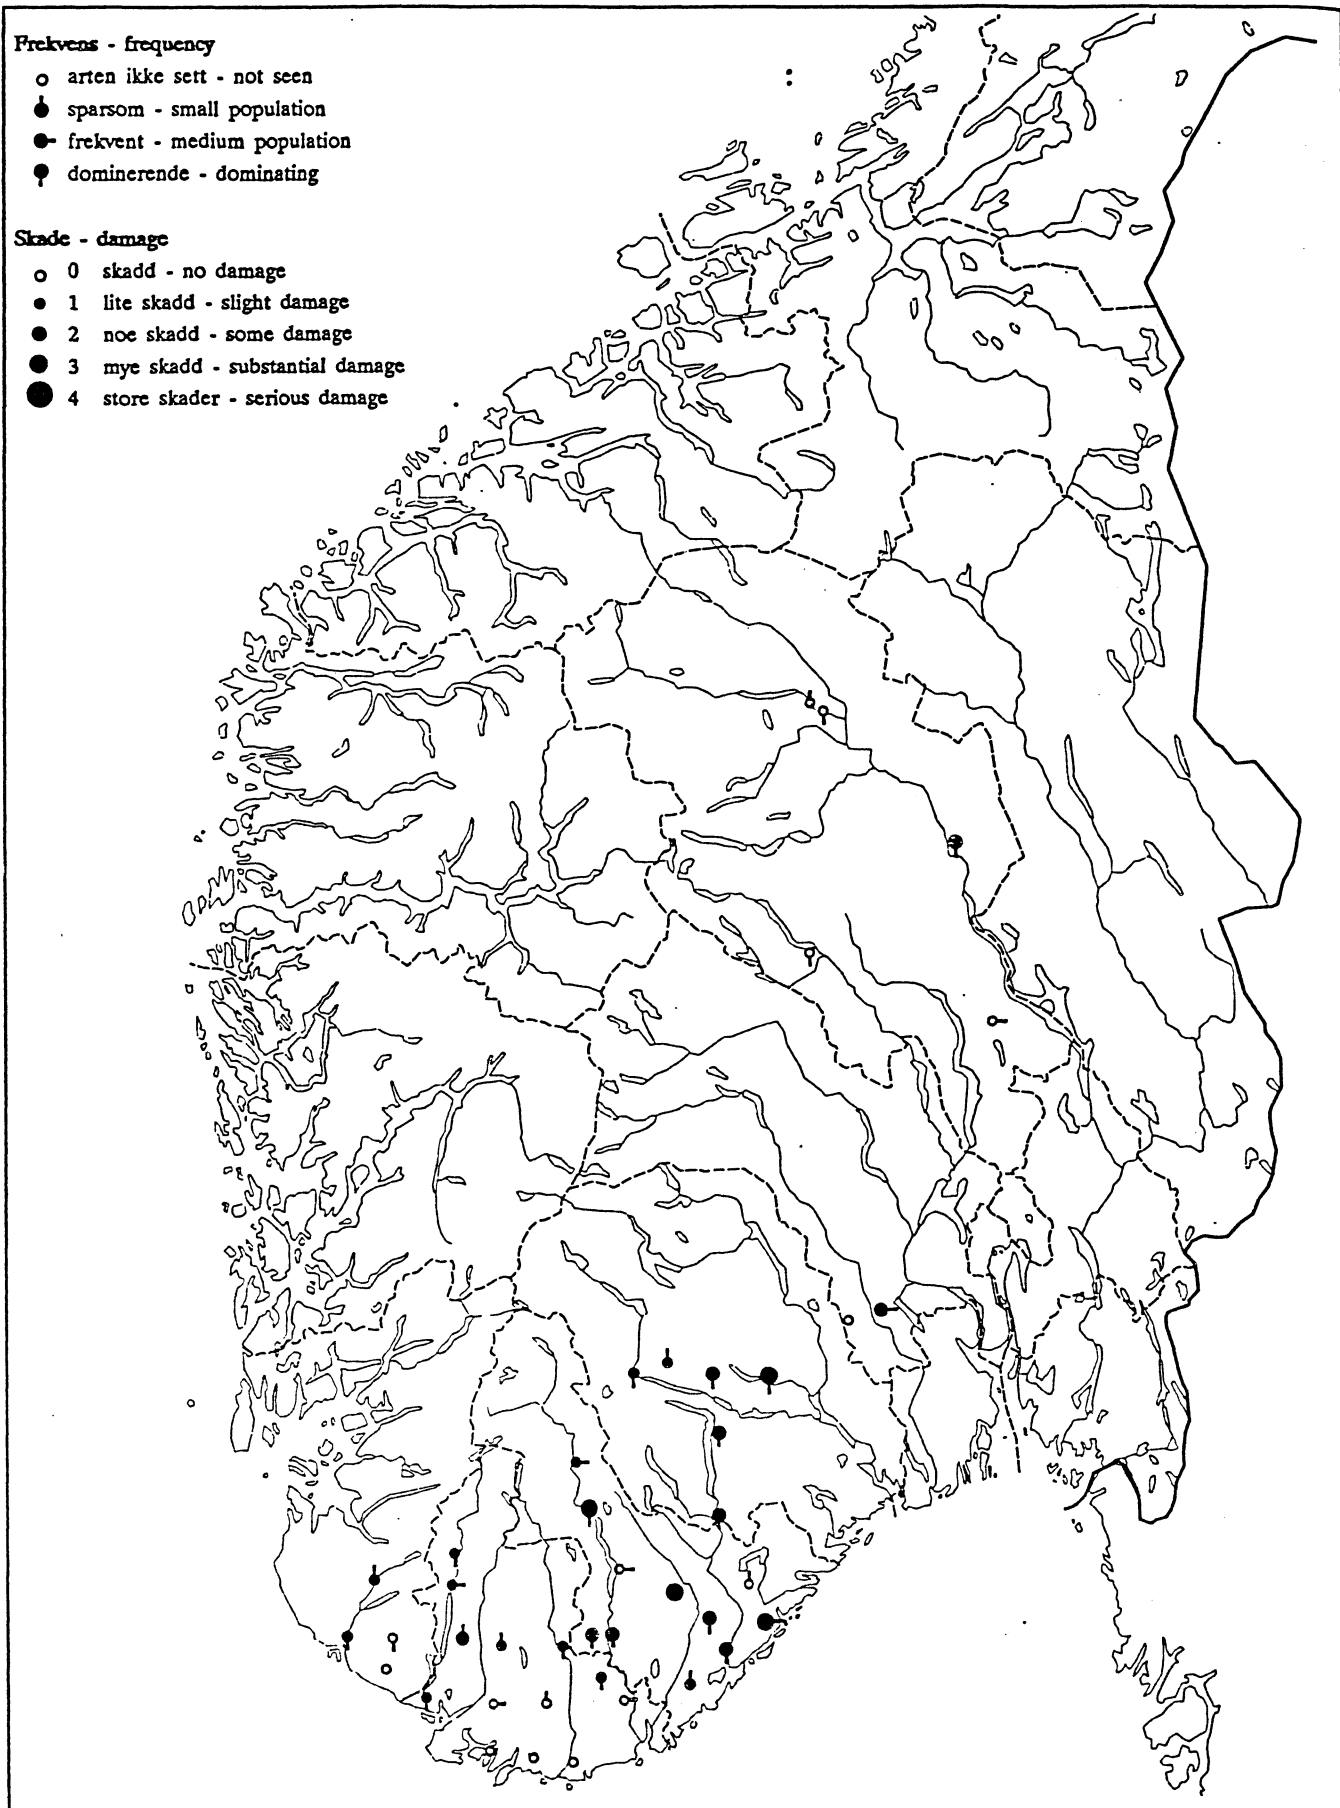 Frekvens - frequency
arten ikke sett - not seen
sparsom - small population
frekvent - medium population
dominerende - dominating
Skade - damage
0 skadd - no damage
1 lite skadd - slight damage
2 noe skadd - some damage
3 mye skadd - substantial damage
4 store skader - serious damage